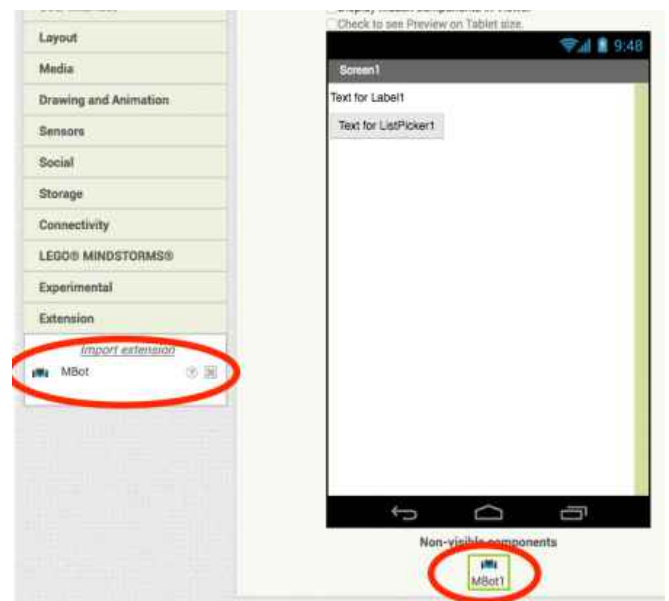 Layout
Media
Drawing and Animation
Sensors
Social
Storage
Connectivity
LEGO® MINDSTORMS®
Experimental
Extension
Import extension
MBot
Check to see Preview on Tablet size.
9:48
Screen1
Text for Label1
Text for ListPicker1
Non-visible components
MBot1